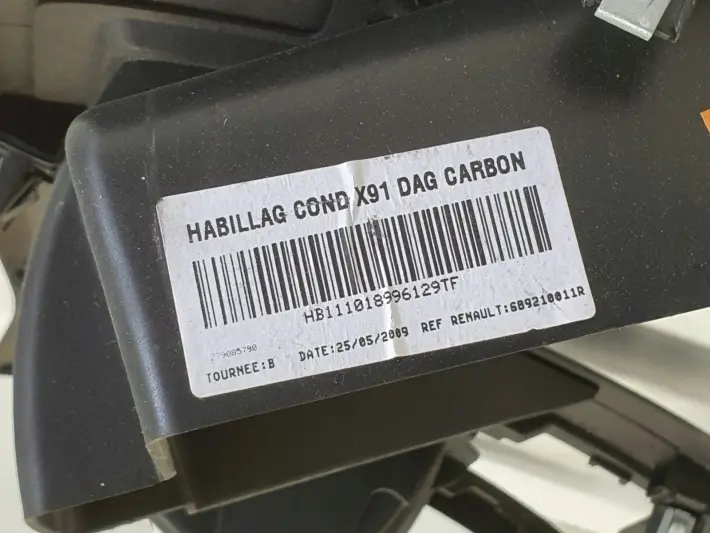 HABILLAG COND X91 DAG CARBON
HB111018996129TF
279005790
TOURNEE:B DATE:25/05/2009 REF RENAULT:689210011R